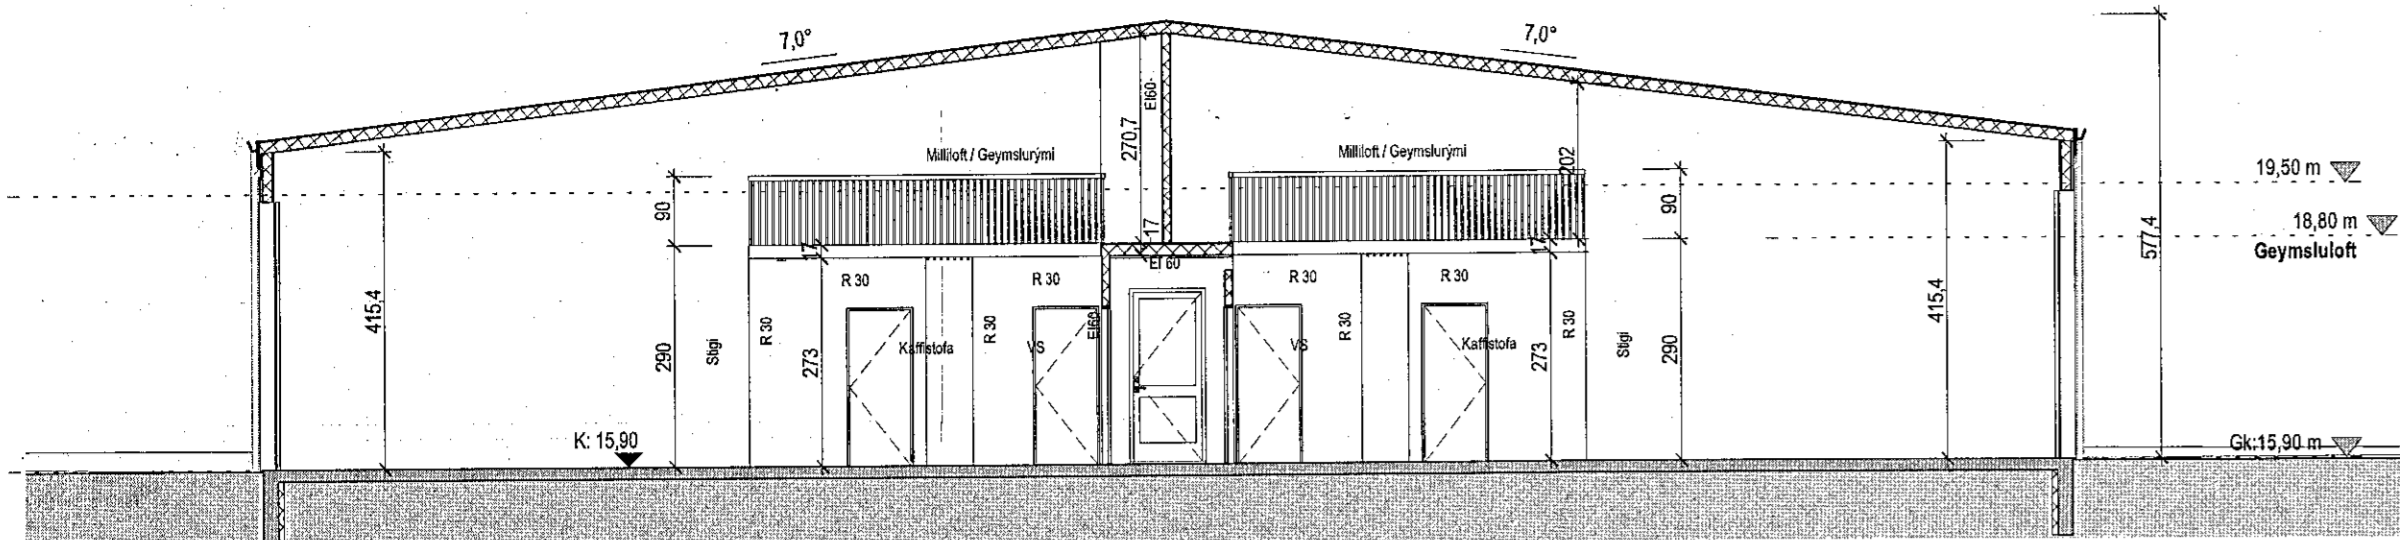 7,0°
7,0°
EI60
270,7
Milliloft / Geymslurými
Milliloft / Geymslurými
202
19,50 m
90
17
90
18,80 m
Geymsluloft
577,4
17
17
EI 60
R 30
R 30
R 30
R 30
415,4
415,4
290
Stigi
R 30
273
Kaffistofa
R 30
VS
EI60
VS
R 30
Kaffistofa
273
R 30
Stigi
290
K: 15,90
Gk:15,90 m